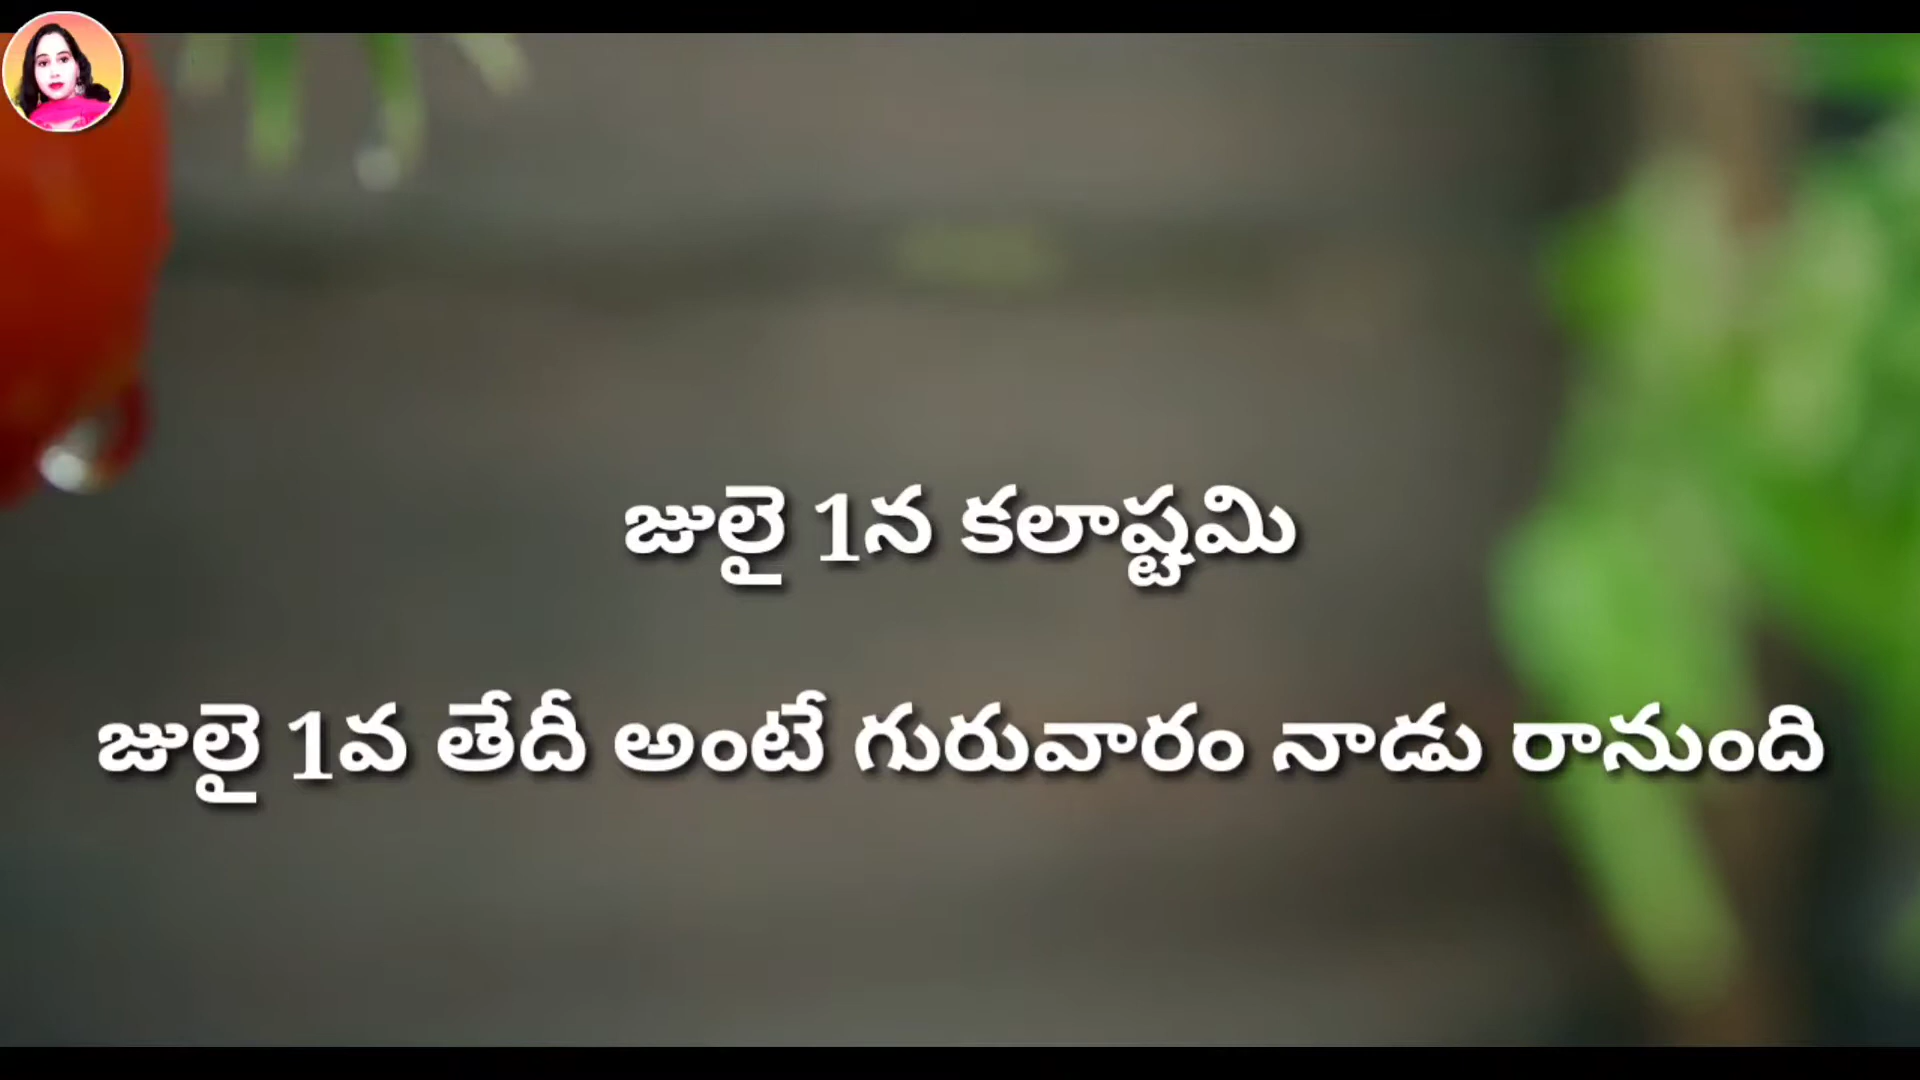 జులై 1న కలాష్టమి
జులై 1వ తేదీ అంటే గురువారం నాడు రానుంది